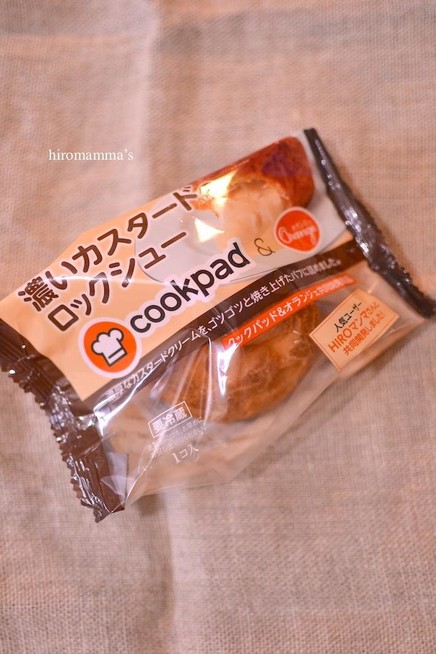 hiromamma's
濃いカスタード
ロックシュー
cookpad
&
Orange
濃厚なカスタードクリームを、ゴツゴツと焼き上げたパフに詰めました。
クックパッド&オランジェ
人気ユーザー
HIROマンマさんと
共同開発しました!
要冷蔵
1コ入